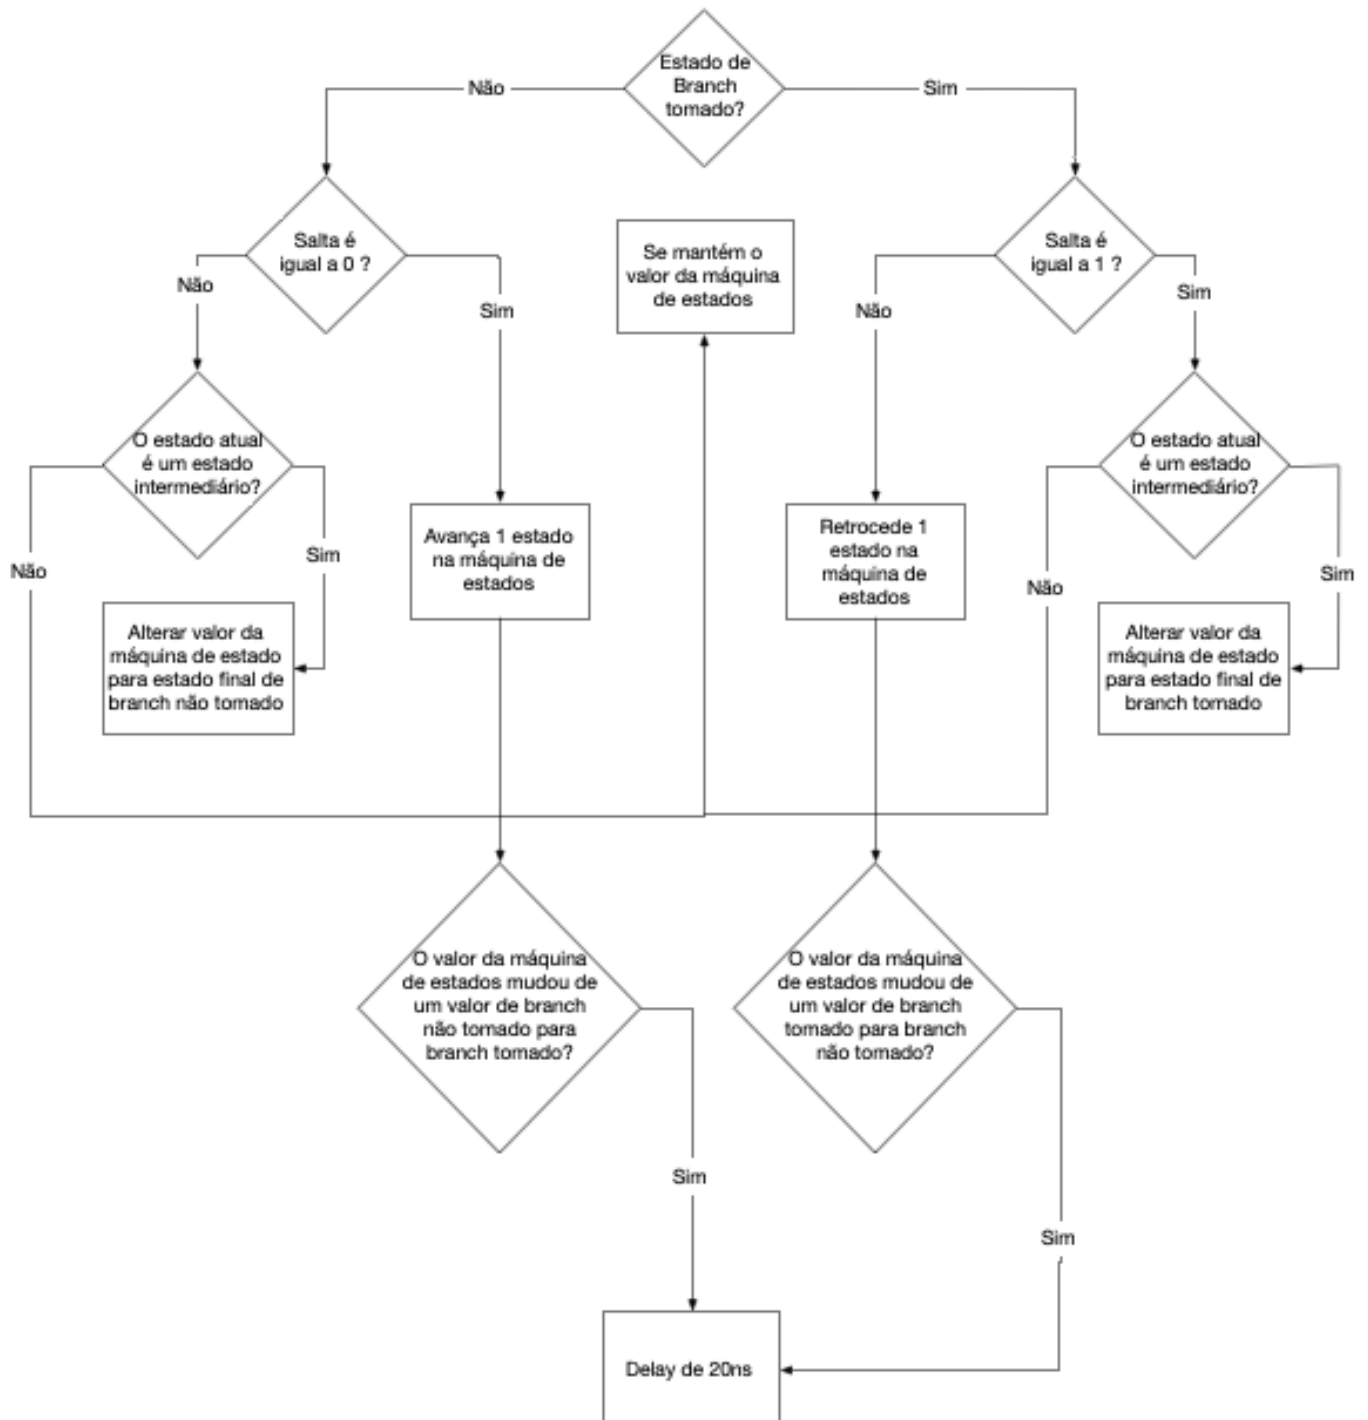 Estado de
Branch
tomado?
Não
Sim
Salta é
igual a 0 ?
Se mantém o
valor da máquina
de estados
Salta é
igual a 1 ?
Não
Sim
Não
Sim
O estado atual
é um estado
intermediário?
O estado atual
é um estado
intermediário?
Avança 1 estado
na máquina de
estados
Retrocede 1
estado na
máquina de
estados
Não
Sim
Não
Sim
Alterar valor da
máquina de estado
para estado final de
branch não tomado
Alterar valor da
máquina de estado
para estado final de
branch tomado
O valor da máquina
de estados mudou de
um valor de branch
não tomado para
branch tomado?
O valor da máquina
de estados mudou de
um valor de branch
tomado para branch
não tomado?
Sim
Sim
Delay de 20ns